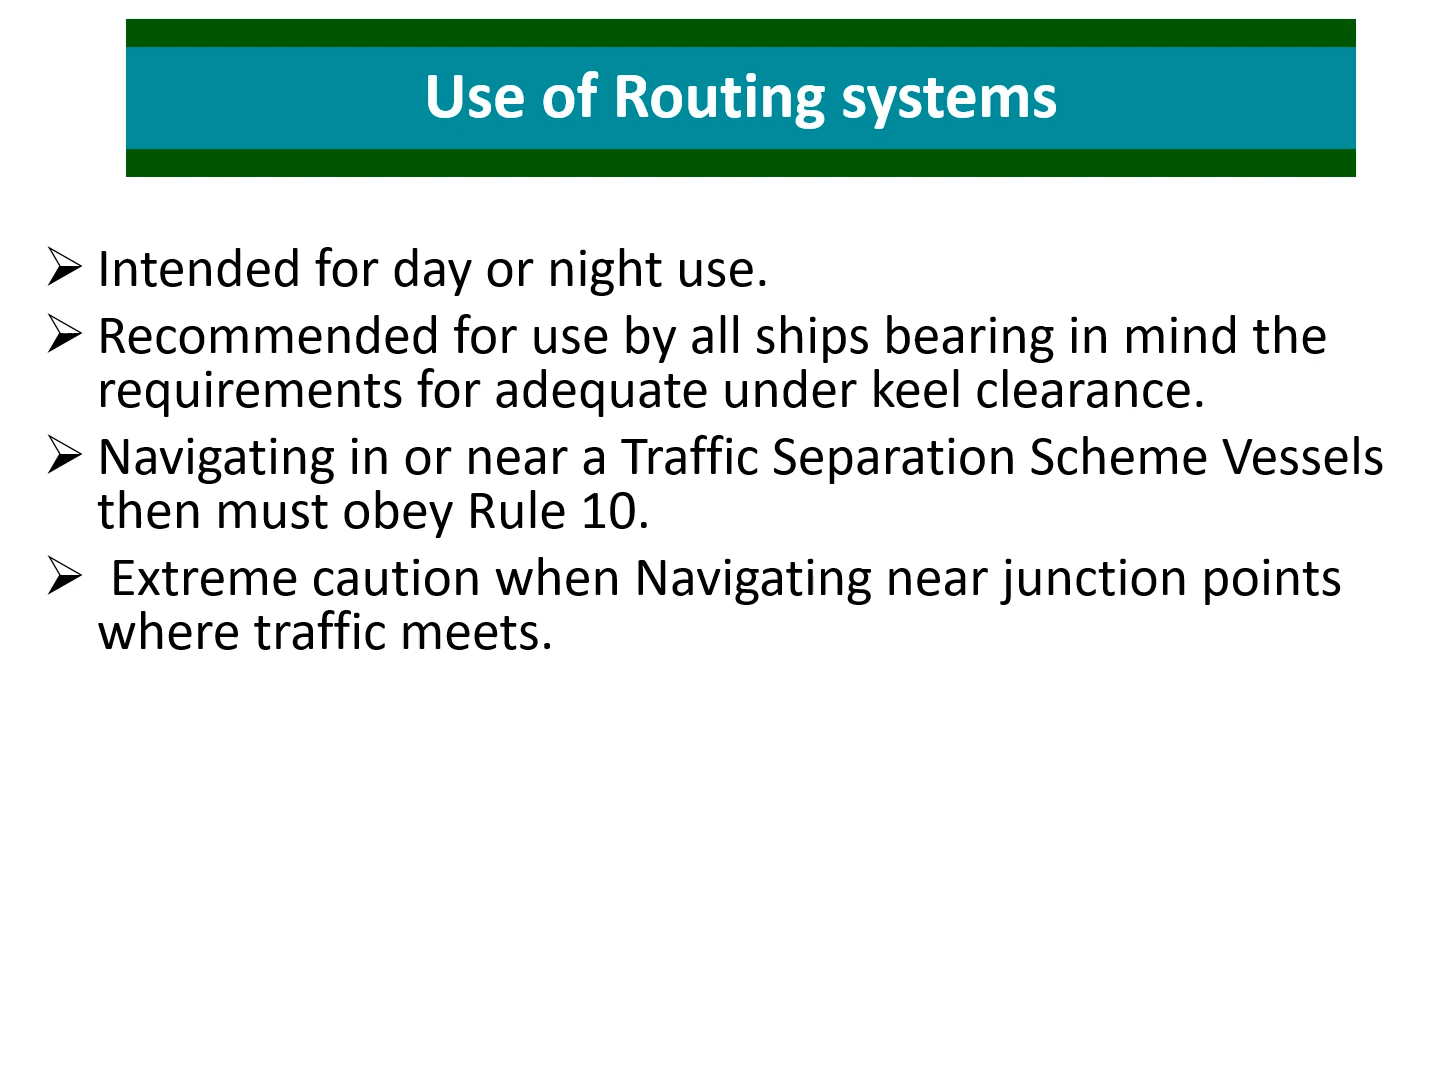 Use of Routing systems
➢ Intended for day or night use.
➢ Recommended for use by all ships bearing in mind the
requirements for adequate under keel clearance.
➢ Navigating in or near a Traffic Separation Scheme Vessels
then must obey Rule 10.
➢ Extreme caution when Navigating near junction points
where traffic meets.